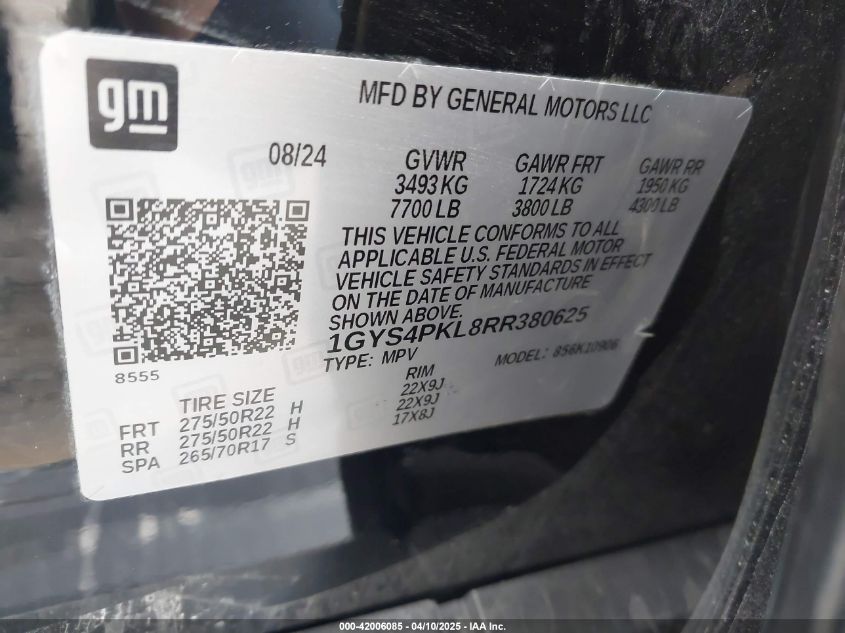 gm
MFD BY GENERAL MOTORS LLC
08/24 GVWR GAWR FRT GAWR RR
3493 KG 1724 KG 1950 KG
7700 LB 3800 LB 4300 LB
THIS VEHICLE CONFORMS TO ALL
APPLICABLE U.S. FEDERAL MOTOR
VEHICLE SAFETY STANDARDS IN EFFECT
ON THE DATE OF MANUFACTURE
SHOWN ABOVE.
1GYS4PKL8RR380625
TYPE: MPV MODEL: 856K10906
8555
TIRE SIZE RIM
FRT 275/50R22 H 22X9J
RR 275/50R22 H 22X9J
SPA 265/70R17 S 17X8J
000-42006085 - 04/10/2025 - IAA, Inc.